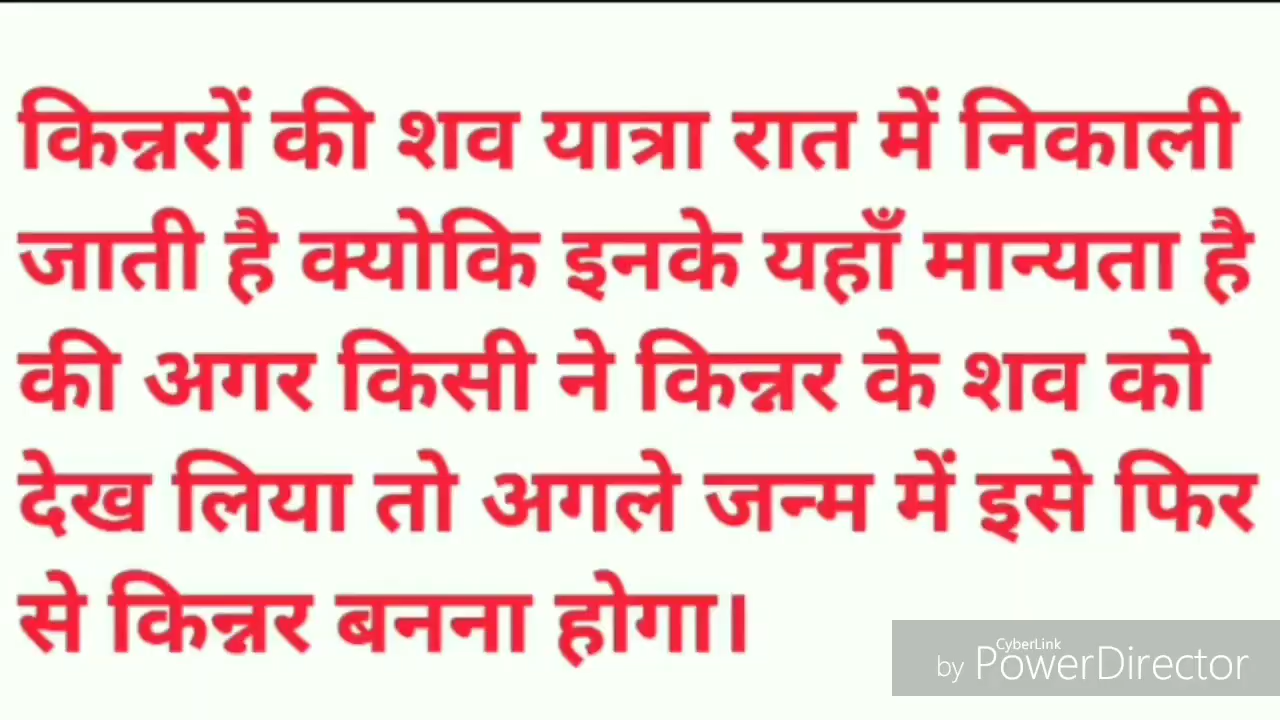 किन्नरों की शव यात्रा रात में निकाली
जाती है क्योकि इनके यहाँ मान्यता है
की अगर किसी ने किन्नर के शव को
देख लिया तो अगले जन्म में इसे फिर
से किन्नर बनना होगा।
CyberLink
by PowerDirector